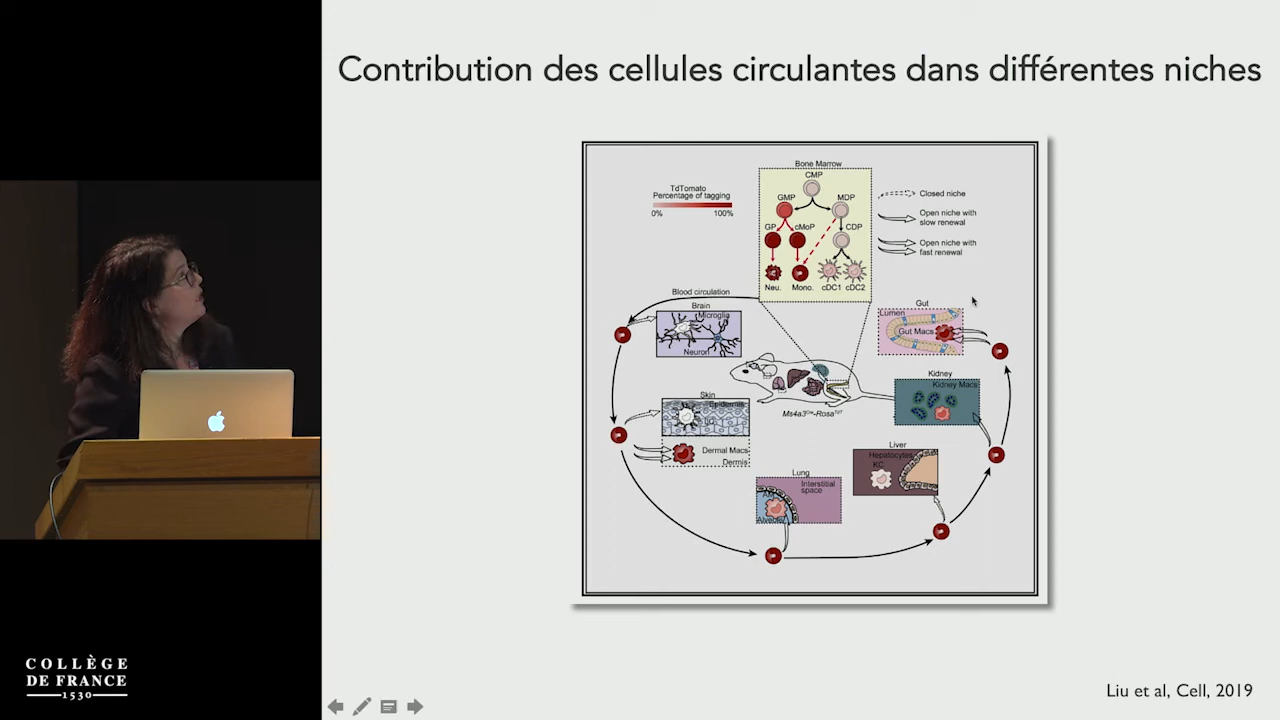 Contribution des cellules circulantes dans différentes niches
Bone Marrow
CMP
GMP
MDP
GP
cMoP
CDP
Neu.
Mono.
cDC1
cDC2
TdTomato
Percentage of tagging
0%
100%
Closed niche
Open niche with
slow renewal
Open niche with
fast renewal
Blood circulation
Brain
Microglia
Neuron
Gut
Lumen
Gut Macs
Skin
Epidermis
Dermal Macs
Dermis
Ms4a3Cre-RosaTdT
Kidney
Kidney Macs
Liver
Hepatocytes
KC
Lung
Interstitial
space
AM
Alveoli
COLLÈGE
DE FRANCE
1530
Liu et al, Cell, 2019